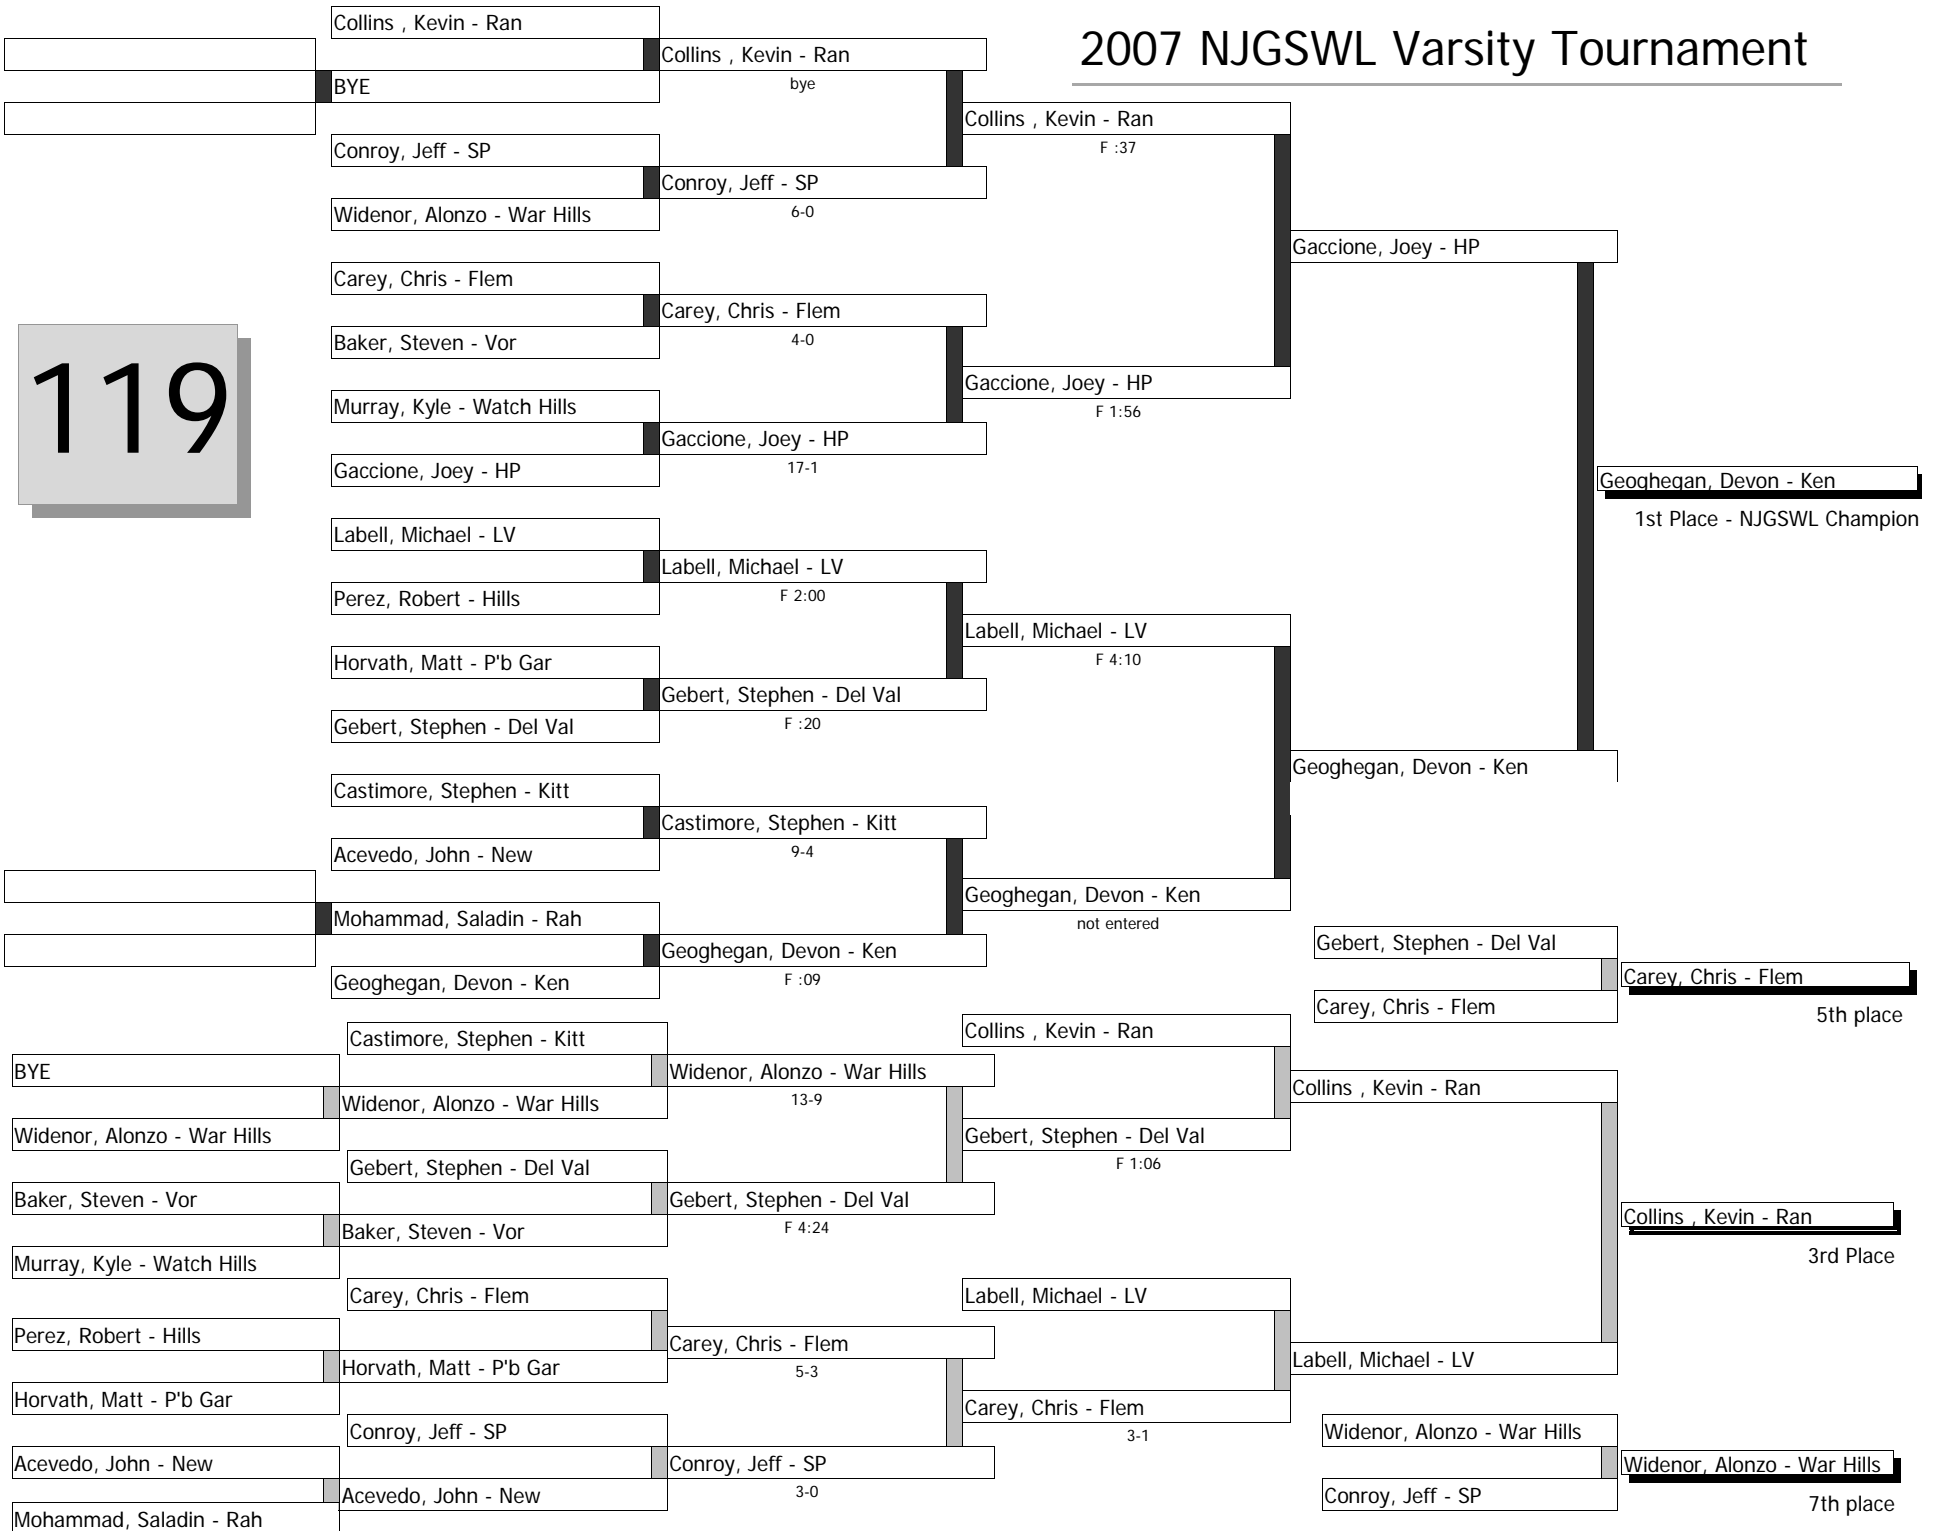 2007 NJGSWL Varsity Tournament
119
Collins , Kevin - Ran
BYE
Conroy, Jeff - SP
Widenor, Alonzo - War Hills
Carey, Chris - Flem
Baker, Steven - Vor
Murray, Kyle - Watch Hills
Gaccione, Joey - HP
Labell, Michael - LV
Perez, Robert - Hills
Horvath, Matt - P'b Gar
Gebert, Stephen - Del Val
Castimore, Stephen - Kitt
Acevedo, John - New
Mohammad, Saladin - Rah
Geoghegan, Devon - Ken
Collins , Kevin - Ran
bye
Conroy, Jeff - SP
6-0
Carey, Chris - Flem
4-0
Gaccione, Joey - HP
17-1
Labell, Michael - LV
F 2:00
Gebert, Stephen - Del Val
F :20
Castimore, Stephen - Kitt
9-4
Geoghegan, Devon - Ken
F :09
Collins , Kevin - Ran
F :37
Gaccione, Joey - HP
F 1:56
Labell, Michael - LV
F 4:10
Geoghegan, Devon - Ken
not entered
Gaccione, Joey - HP
Geoghegan, Devon - Ken
Geoghegan, Devon - Ken
1st Place - NJGSWL Champion
Gebert, Stephen - Del Val
Carey, Chris - Flem
Carey, Chris - Flem
5th place
BYE
Widenor, Alonzo - War Hills
Baker, Steven - Vor
Murray, Kyle - Watch Hills
Perez, Robert - Hills
Horvath, Matt - P'b Gar
Acevedo, John - New
Mohammad, Saladin - Rah
Castimore, Stephen - Kitt
Widenor, Alonzo - War Hills
Gebert, Stephen - Del Val
Baker, Steven - Vor
Carey, Chris - Flem
Horvath, Matt - P'b Gar
Conroy, Jeff - SP
Acevedo, John - New
Widenor, Alonzo - War Hills
13-9
Gebert, Stephen - Del Val
F 4:24
Carey, Chris - Flem
5-3
Conroy, Jeff - SP
3-0
Collins , Kevin - Ran
Gebert, Stephen - Del Val
F 1:06
Labell, Michael - LV
Carey, Chris - Flem
3-1
Collins , Kevin - Ran
Labell, Michael - LV
Collins , Kevin - Ran
3rd Place
Widenor, Alonzo - War Hills
Conroy, Jeff - SP
Widenor, Alonzo - War Hills
7th place